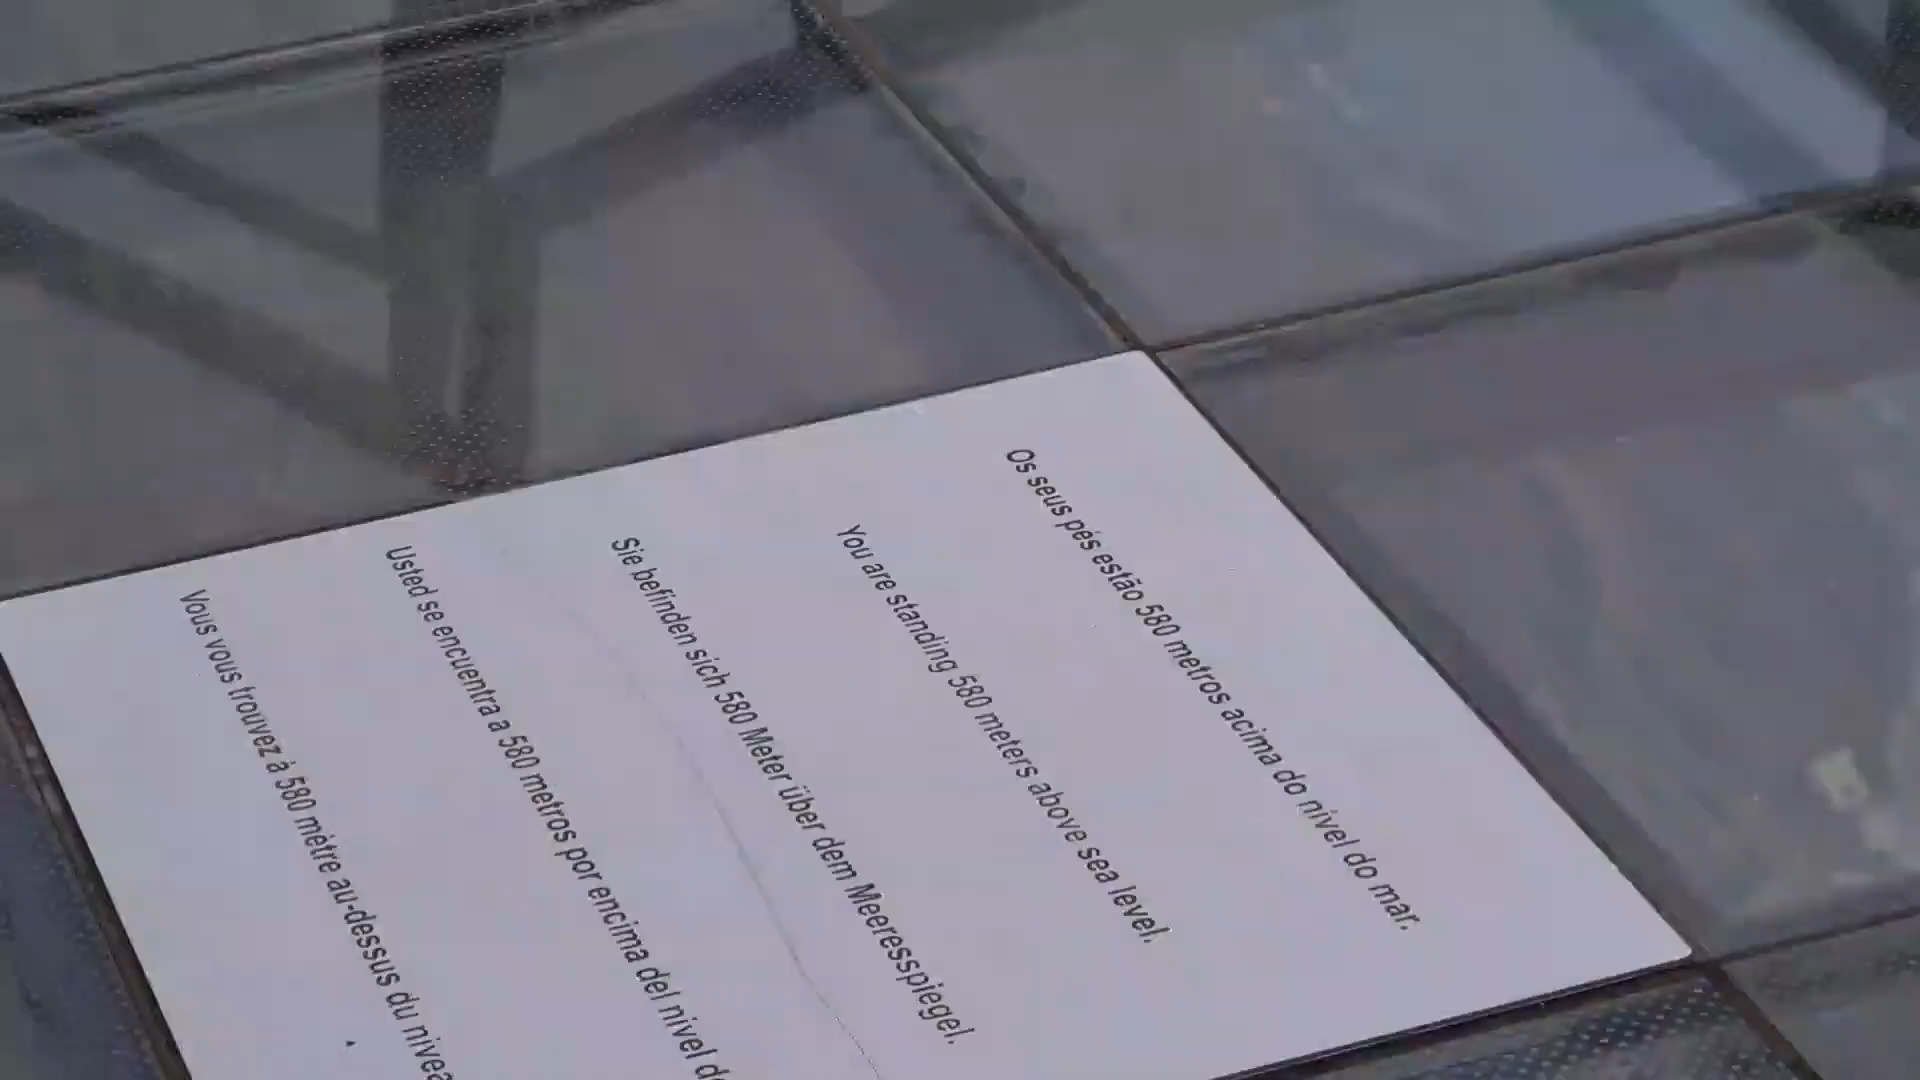 Os seus pés estão 580 metros acima do nível do mar.
You are standing 580 meters above sea level.
Sie befinden sich 580 Meter über dem Meeresspiegel.
Usted se encuentra a 580 metros por encima del nivel
Vous vous trouvez à 580 mètre au-dessus du